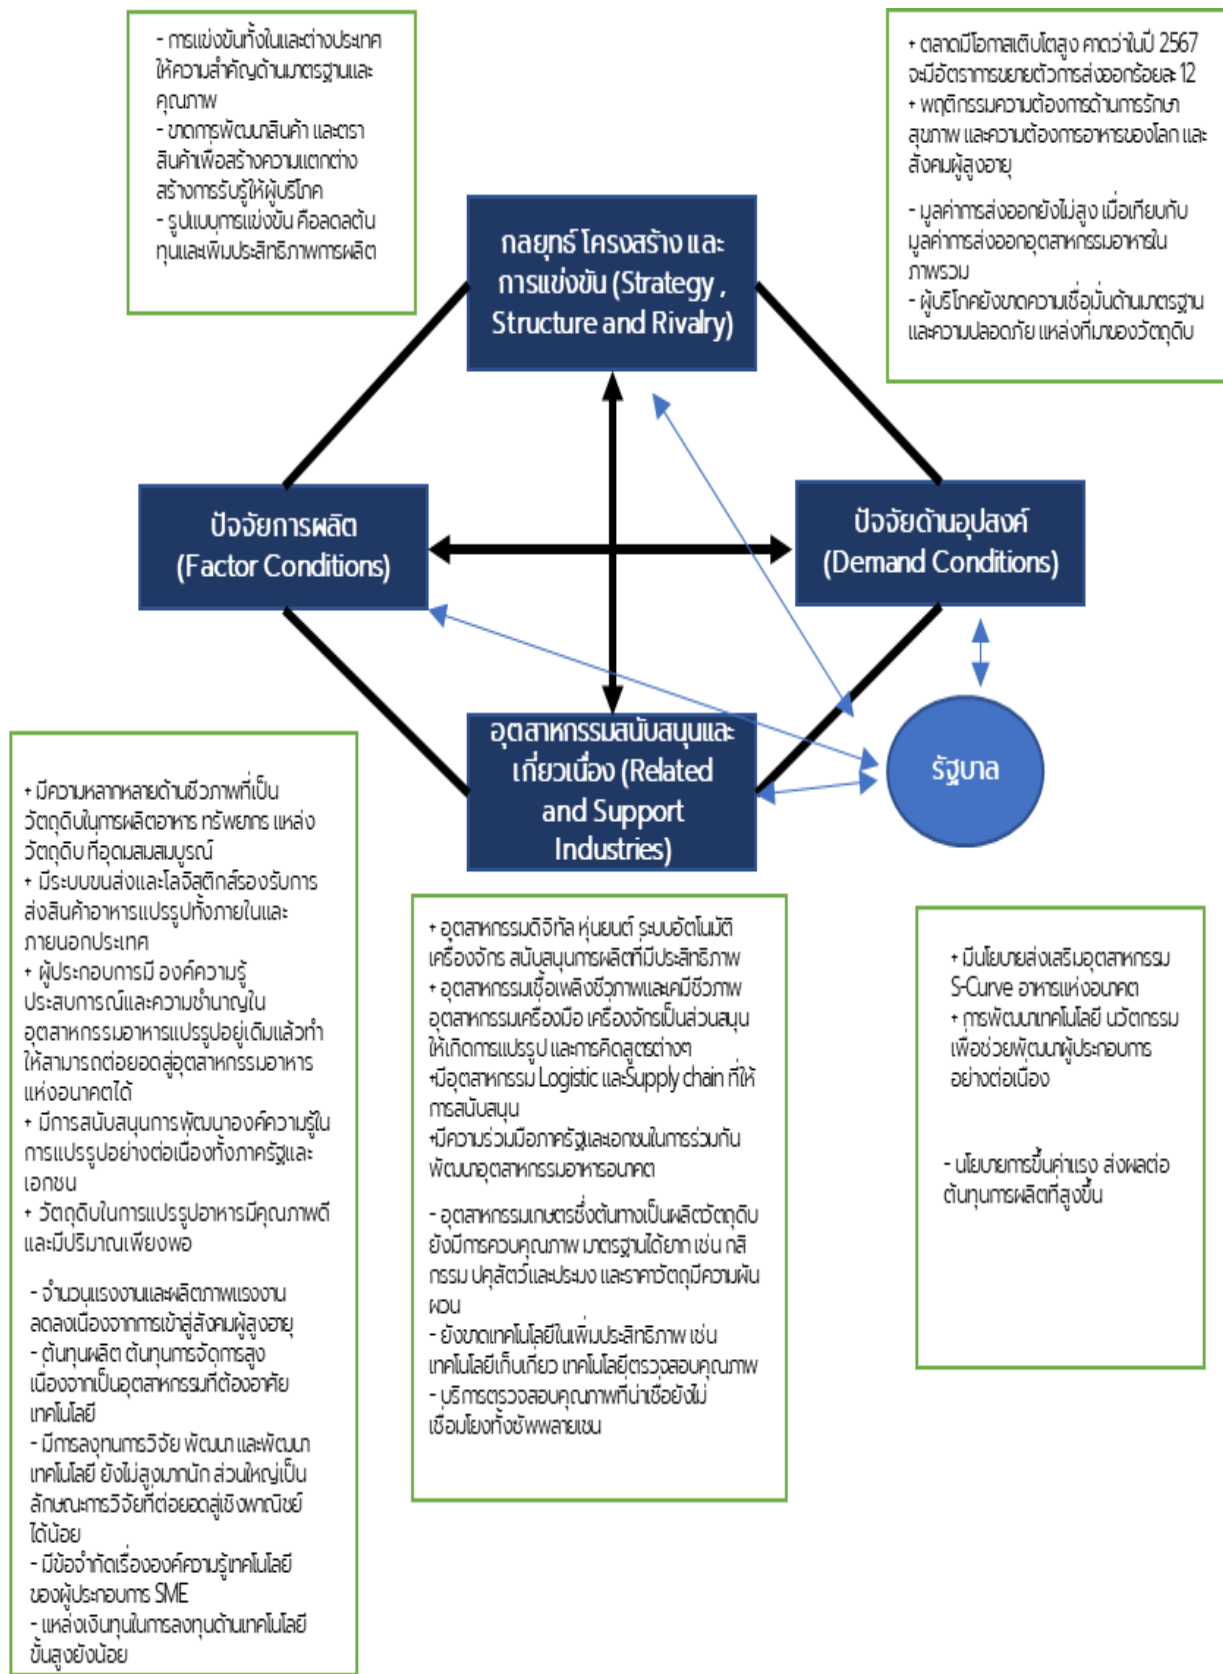 - การแข่งขันทั้งในและต่างประเทศ
ให้ความสำคัญด้านมาตรฐานและ
คุณภาพ
- ขาดการพัฒนาสินค้า และตรา
สินค้าเพื่อสร้างความแตกต่าง
สร้างการรับรู้ให้ผู้บริโภค
- รูปแบบการแข่งขัน คือลดลต้น
ทุนและเพิ่มประสิทธิภาพการผลิต
+ ตลาดมีโอกาสเติบโตสูง คาดว่าในปี 2567
จะมีอัตราการขยายตัวการส่งออกร้อยละ 12
+ พฤติกรรมความต้องการด้านการรักษา
สุขภาพ และความต้องการอาหารของโลก และ
สังคมผู้สูงอายุ
- มูลค่าการส่งออกยังไม่สูง เมื่อเทียบกับ
มูลค่าการส่งออกอุตสาหกรรมอาหารใน
ภาพรวม
- ผู้บริโภคยังขาดความเชื่อมั่นด้านมาตรฐาน
และความปลอดภัย แหล่งที่มาของวัตถุดิบ
กลยุทธ์ โครงสร้าง และ
การแข่งขัน (Strategy ,
Structure and Rivalry)
ปัจจัยการผลิต
(Factor Conditions)
ปัจจัยด้านอุปสงค์
(Demand Conditions)
อุตสาหกรรมสนับสนุนและ
เกี่ยวเนื่อง (Related
and Support
Industries)
รัฐบาล
+ มีความหลากหลายด้านชีวภาพที่เป็น
วัตถุดิบในการผลิตอาหาร ทรัพยากร แหล่ง
วัตถุดิบ ที่อุดมสมสมบูรณ์
+ มีระบบขนส่งและโลจิสติกส์รองรับการ
ส่งสินค้าอาหารแปรรูปทั้งภายในและ
ภายนอกประเทศ
+ ผู้ประกอบการมี องค์ความรู้
ประสบการณ์และความชำนาญใน
อุตสาหกรรมอาหารแปรรูปอยู่เดิมแล้วทำ
ให้สามารถต่อยอดสู่อุตสาหกรรมอาหาร
แห่งอนาคตได้
+ มีการสนับสนุนการพัฒนาองค์ความรู้ใน
การแปรรูปอย่างต่อเนื่องทั้งภาครัฐและ
เอกชน
+ วัตถุดิบในการแปรรูปอาหารมีคุณภาพดี
และมีปริมาณเพียงพอ
- จำนวนแรงงานและผลิตภาพแรงงาน
ลดลงเนื่องจากการเข้าสู่สังคมผู้สูงอายุ
- ต้นทุนผลิต ต้นทุนการจัดการสูง
เนื่องจากเป็นอุตสาหกรรมที่ต้องอาศัย
เทคโนโลยี
- มีการลงทุนการวิจัย พัฒนา และพัฒนา
เทคโนโลยี ยังไม่สูงมากนัก ส่วนใหญ่เป็น
ลักษณะการวิจัยที่ต่อยอดสู่เชิงพาณิชย์
ได้น้อย
- มีข้อจำกัดเรื่ององค์ความรู้เทคโนโลยี
ของผู้ประกอบการ SME
- แหล่งเงินทุนในการลงทุนด้านเทคโนโลยี
ขั้นสูงยังน้อย
+ อุตสาหกรรมดิจิทัล หุ่นยนต์ ระบบอัตโนมัติ
เครื่องจักร สนับสนุนการผลิตที่มีประสิทธิภาพ
+ อุตสาหกรรมเชื้อเพลิงชีวภาพและเคมีชีวภาพ
อุตสาหกรรมเครื่องมือ เครื่องจักรเป็นส่วนสนุน
ให้เกิดการแปรรูป และการคิดสูตรต่างๆ
+มีอุตสาหกรรม Logistic และSupply chain ที่ให้
การสนับสนุน
+มีความร่วมมือภาครัฐและเอกชนในการร่วมกัน
พัฒนาอุตสาหกรรมอาหารอนาคต
- อุตสาหกรรมเกษตรซึ่งต้นทางเป็นผลิตวัตถุดิบ
ยังมีการควบคุณภาพ มาตรฐานได้ยาก เช่น กสิ
กรรม ปศุสัตว์และประมง และราคาวัตถุมีความผัน
ผวน
- ยังขาดเทคโนโลยีในเพิ่มประสิทธิภาพ เช่น
เทคโนโลยีเก็บเกี่ยว เทคโนโลยีตรวจสอบคุณภาพ
- บริการตรวจสอบคุณภาพที่น่าเชื่อยังไม่
เชื่อมโยงทั้งซัพพลายเชน
+ มีนโยบายส่งเสริมอุตสาหกรรม
S-Curve อาหารแห่งอนาคต
+ การพัฒนาเทคโนโลยี นวัตกรรม
เพื่อช่วยพัฒนาผู้ประกอบการ
อย่างต่อเนื่อง
- นโยบายการขึ้นค่าแรง ส่งผลต่อ
ต้นทุนการผลิตที่สูงขึ้น